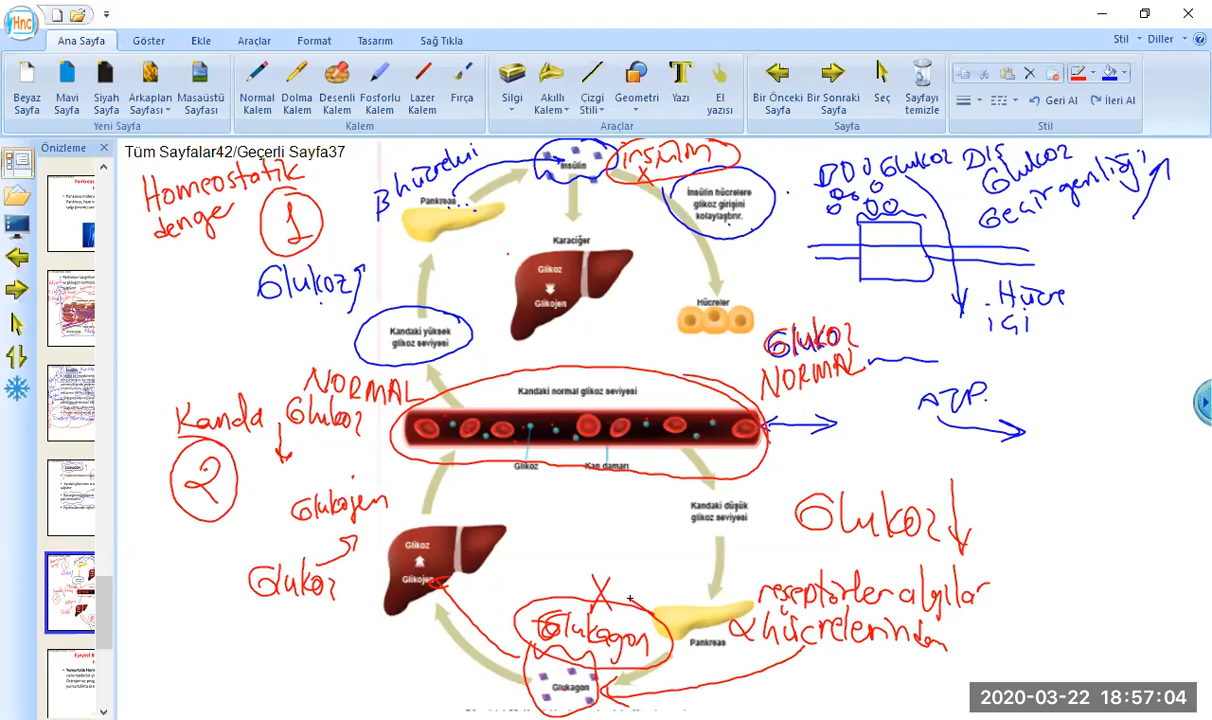 Hnc
Ana Sayfa Göster Ekle Araçlar Format Tasarım Sağ Tıkla
Stil Diller
Beyaz Sayfa
Mavi Sayfa
Siyah Sayfa
Arkaplan Sayfası
Masaüstü Sayfası
Yeni Sayfa
Normal Kalem
Dolma Kalem
Desenli Kalem
Fosforlu Kalem
Lazer Kalem
Fırça
Kalem
Silgi
Akıllı Kalem
Çizgi Stili
Geometri
Yazı
El yazısı
Araçlar
Bir Önceki Sayfa
Bir Sonraki Sayfa
Seç
Sayfayı temizle
Sayfa
Geri Al
İleri Al
Stil
Önizleme
Tüm Sayfalar42/Geçerli Sayfa37
Homeostatik
denge
1
β hücreleri
Pankreas
İnsülin
insülin
İnsülin hücrelere
glikoz girişini
kolaylaştırır.
Glukoz
Dış
Glukoz
Geçirgenliği
Hücre
içi
Karaciğer
Glikoz
Glikojen
Hücreler
Glukoz
Kandaki yüksek
glikoz seviyesi
Glukoz
NORMAL
NORMAL
Glukoz
Kanda
2
Kandaki normal glikoz seviyesi
Glikoz
Kan damarı
ATP
Kandaki düşük
glikoz seviyesi
Glukoz
Glukojen
Glukoz
Glikoz
Glikojen
reseptörler algılar
α hücrelerinden
Pankreas
Glukagon
Glukagon
2020-03-22 18:57:04